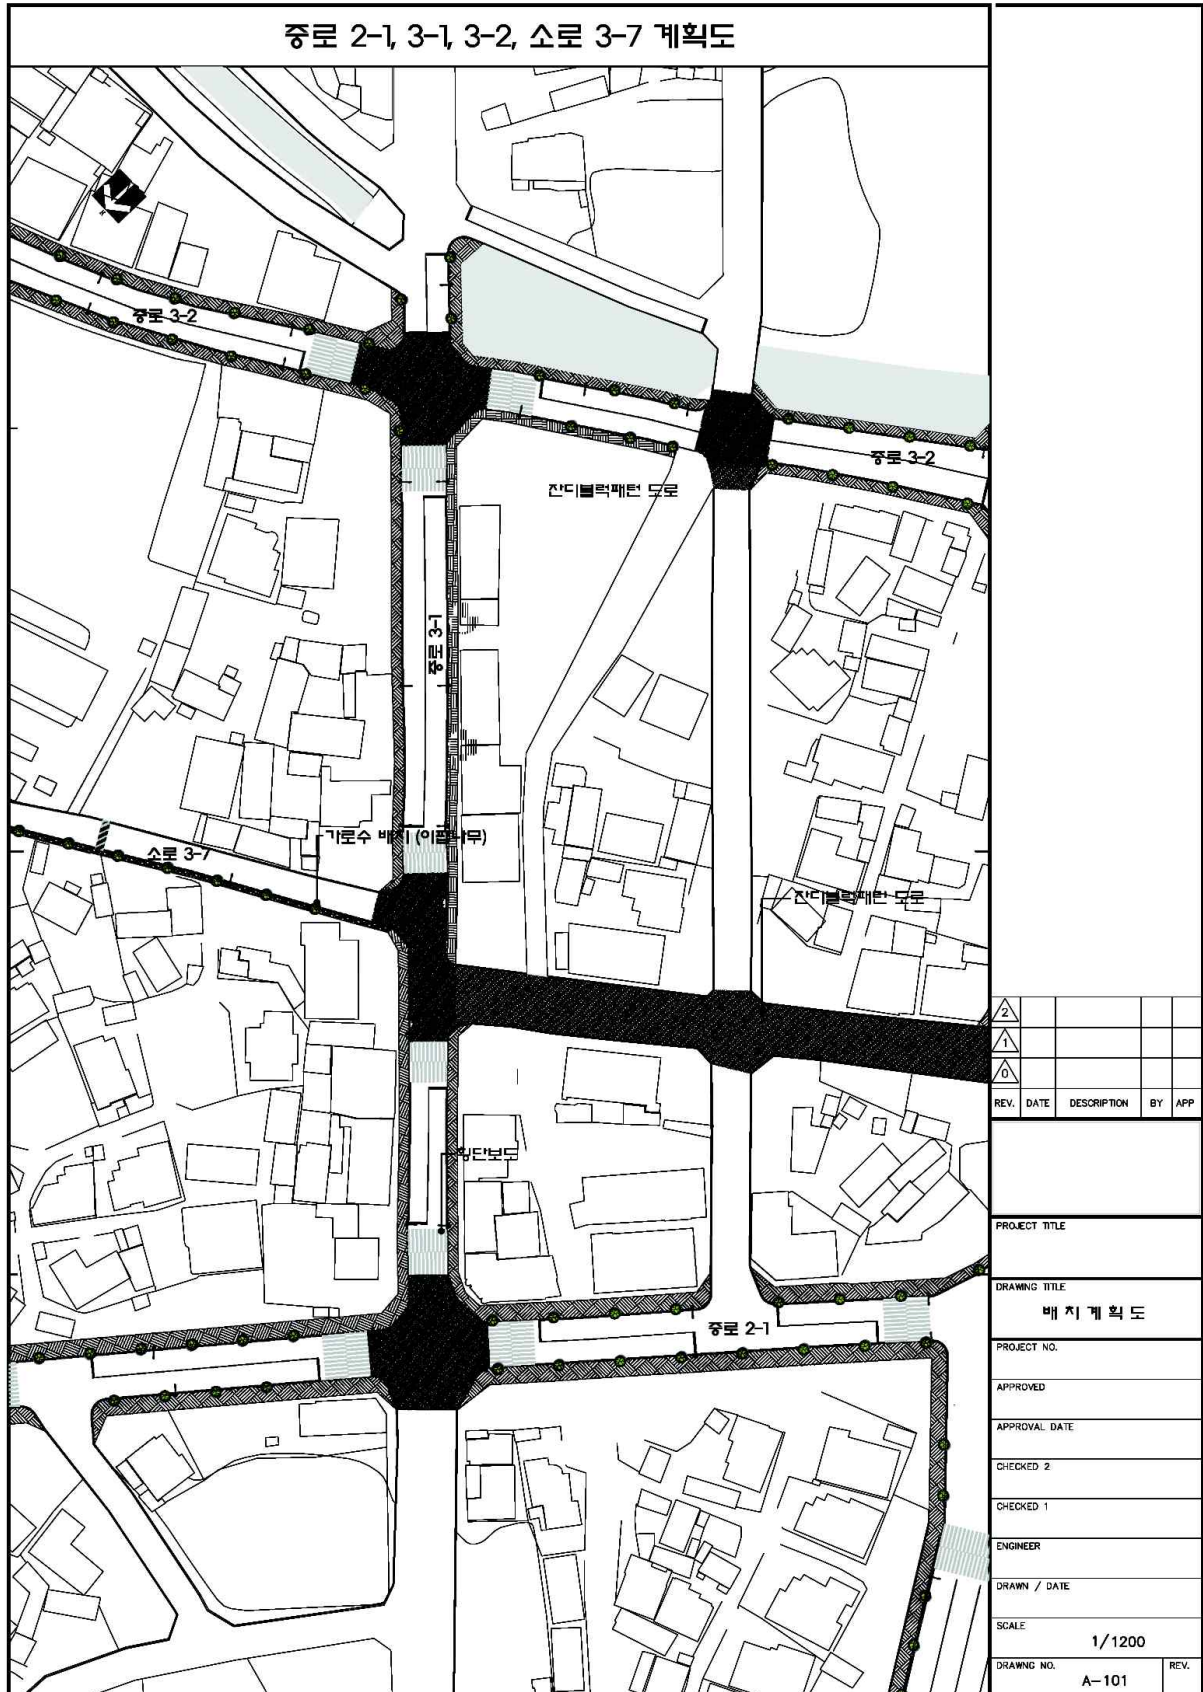 중로 2-1, 3-1, 3-2, 소로 3-7 계획도
중로 3-2
중로 3-2
잔디블럭패턴 도로
중로 3-1
가로수 배치 (이팝나무)
소로 3-7
잔디블럭패턴 도로
횡단보도
중로 2-1
2
1
0
REV. DATE DESCRIPTION BY APP
PROJECT TITLE
DRAWING TITLE
배치계획도
PROJECT NO.
APPROVED
APPROVAL DATE
CHECKED 2
CHECKED 1
ENGINEER
DRAWN / DATE
SCALE
1/1200
DRAWNG NO.
A-101
REV.